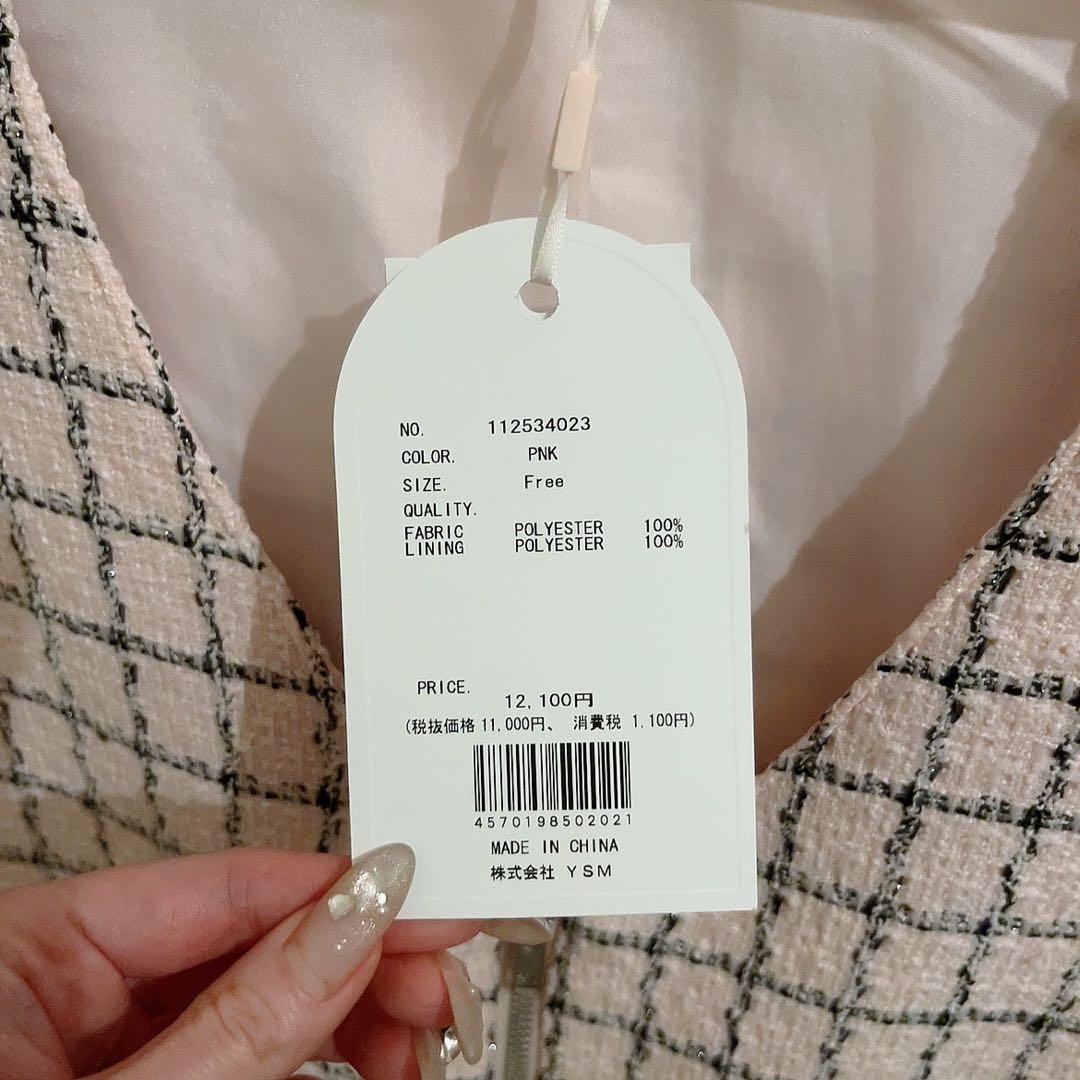 NO. 112534023
COLOR. PNK
SIZE. Free
QUALITY.
FABRIC POLYESTER 100%
LINING POLYESTER 100%
PRICE. 12,100円
(税抜価格 11,000円、 消費税 1,100円)
4570198502021
MADE IN CHINA
株式会社 YSM